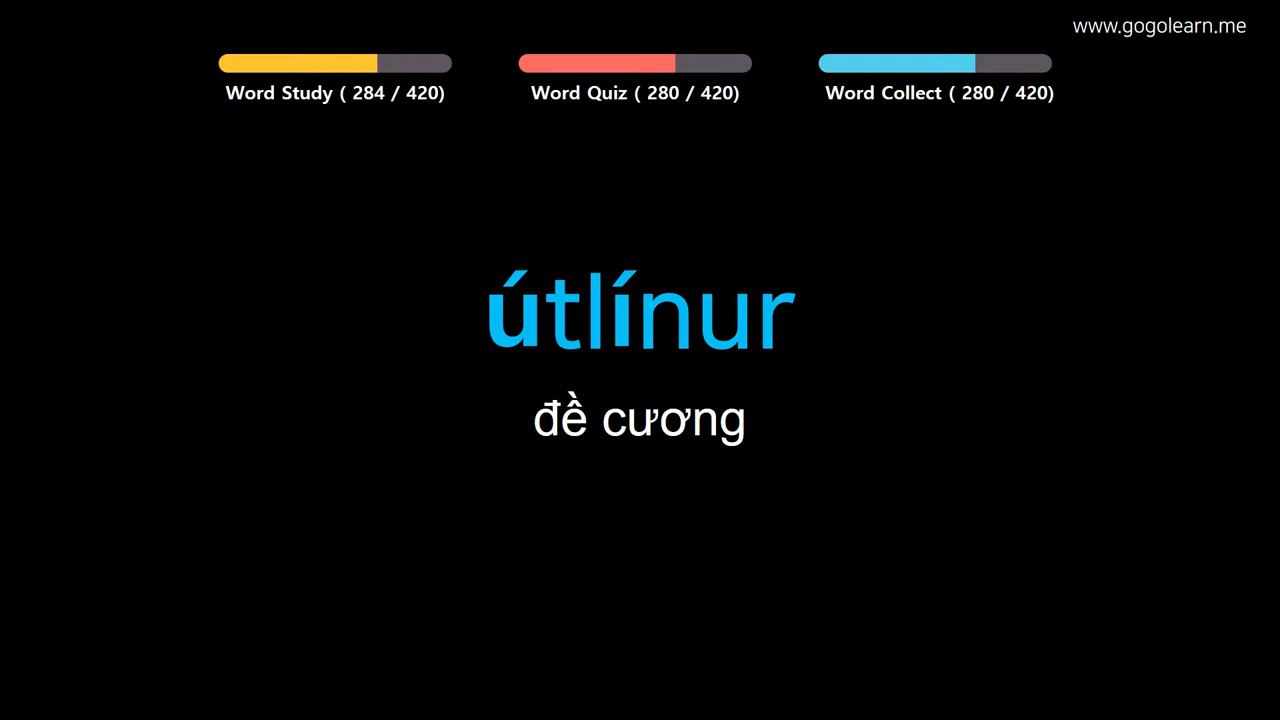 www.gogolearn.me
Word Study ( 284 / 420)
Word Quiz ( 280 / 420)
Word Collect ( 280 / 420)
útlínur
đề cương